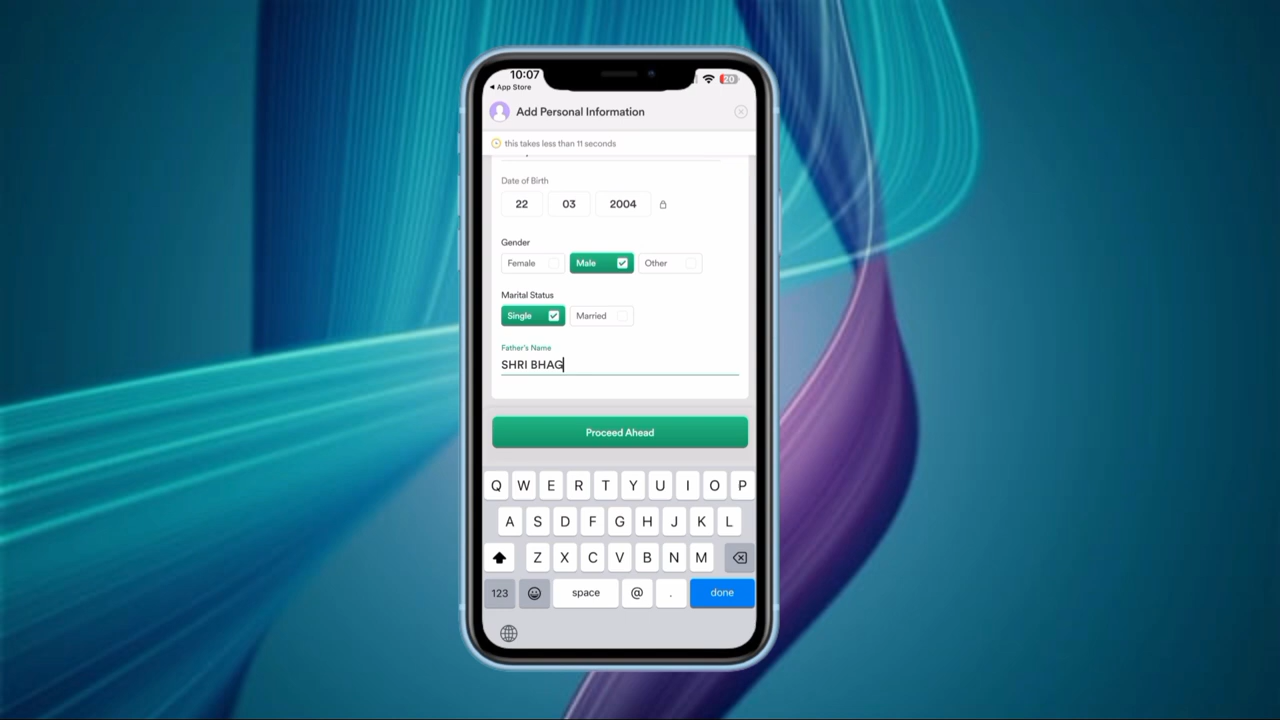 10:07
20
App Store
Add Personal Information
this takes less than 11 seconds
Date of Birth
22 03 2004
Gender
Female Male Other
Marital Status
Single Married
Father's Name
SHRI BHAG
Proceed Ahead
Q W E R T Y U I O P
A S D F G H J K L
Z X C V B N M
123 space @ . done